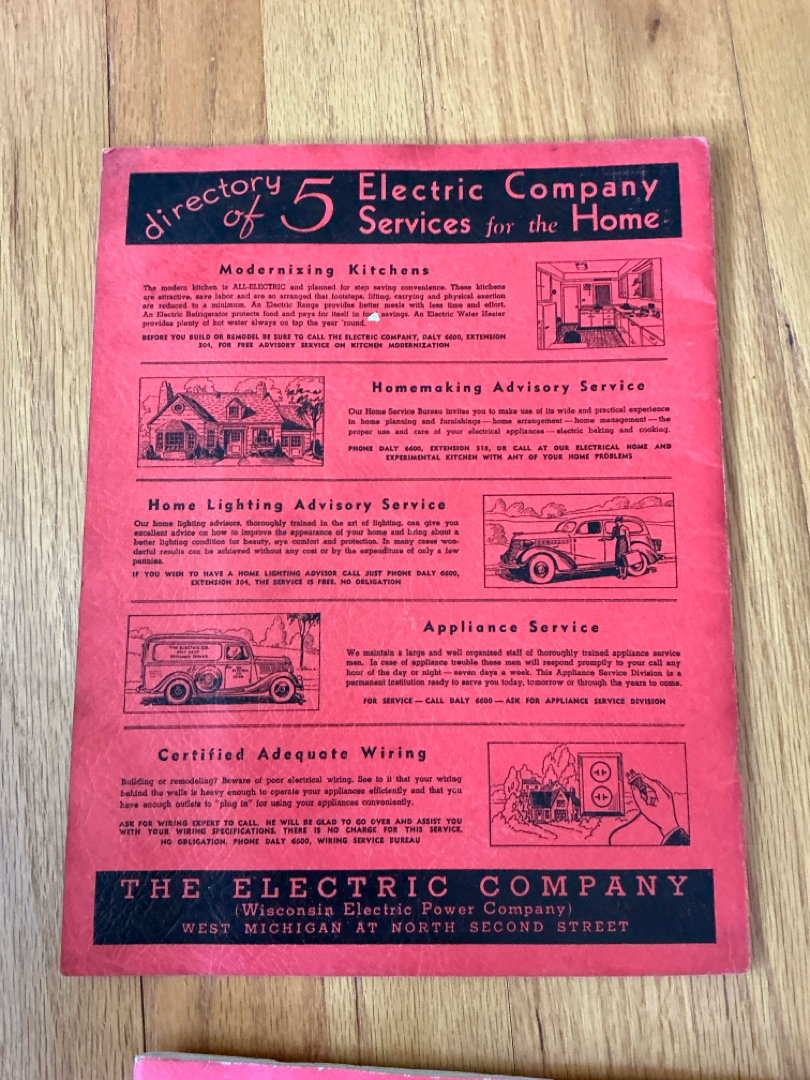 directory of 5 Electric Company
Services for the Home
Modernizing Kitchens
The modern kitchen is ALL-ELECTRIC and planned for step saving convenience. These kitchens
are attractive, save labor and are so arranged that footsteps, lifting, carrying and physical exertion
are reduced to a minimum. An Electric Range provides better meals with less time and effort.
An Electric Refrigerator protects food and pays for itself in savings. An Electric Water Heater
provides plenty of hot water always on tap the year 'round.
BEFORE YOU BUILD OR REMODEL BE SURE TO CALL THE ELECTRIC COMPANY, DALY 6600, EXTENSION
304, FOR FREE ADVISORY SERVICE ON KITCHEN MODERNIZATION
Homemaking Advisory Service
Our Home Service Bureau invites you to make use of its wide and practical experience
in home planning and furnishings — home arrangement — home management — the
proper use and care of your electrical appliances — electric baking and cooking.
PHONE DALY 6600, EXTENSION 318, OR CALL AT OUR ELECTRICAL HOME AND
EXPERIMENTAL KITCHEN WITH ANY OF YOUR HOME PROBLEMS
Home Lighting Advisory Service
Our home lighting advisors, thoroughly trained in the art of lighting, can give you
excellent advice on how to improve the appearance of your home and bring about a
better lighting condition for beauty, eye comfort and protection. In many cases won-
derful results can be achieved without any cost or by the expenditure of only a few
pennies.
IF YOU WISH TO HAVE A HOME LIGHTING ADVISOR CALL JUST PHONE DALY 6600,
EXTENSION 304, THE SERVICE IS FREE. NO OBLIGATION
THE ELECTRIC CO.
APPLIANCE SERVICE
Appliance Service
We maintain a large and well organized staff of thoroughly trained appliance service
men. In case of appliance trouble these men will respond promptly to your call any
hour of the day or night — seven days a week. This Appliance Service Division is a
permanent institution ready to serve you today, tomorrow or through the years to come.
FOR SERVICE — CALL DALY 6600 — ASK FOR APPLIANCE SERVICE DIVISION
Certified Adequate Wiring
Building or remodeling? Beware of poor electrical wiring. See to it that your wiring
behind the walls is heavy enough to operate your appliances efficiently and that you
have enough outlets to "plug in" for using your appliances conveniently.
ASK FOR WIRING EXPERT TO CALL. HE WILL BE GLAD TO GO OVER AND ASSIST YOU
WITH YOUR WIRING SPECIFICATIONS. THERE IS NO CHARGE FOR THIS SERVICE.
NO OBLIGATION. PHONE DALY 6600, WIRING SERVICE BUREAU
THE ELECTRIC COMPANY
(Wisconsin Electric Power Company)
WEST MICHIGAN AT NORTH SECOND STREET